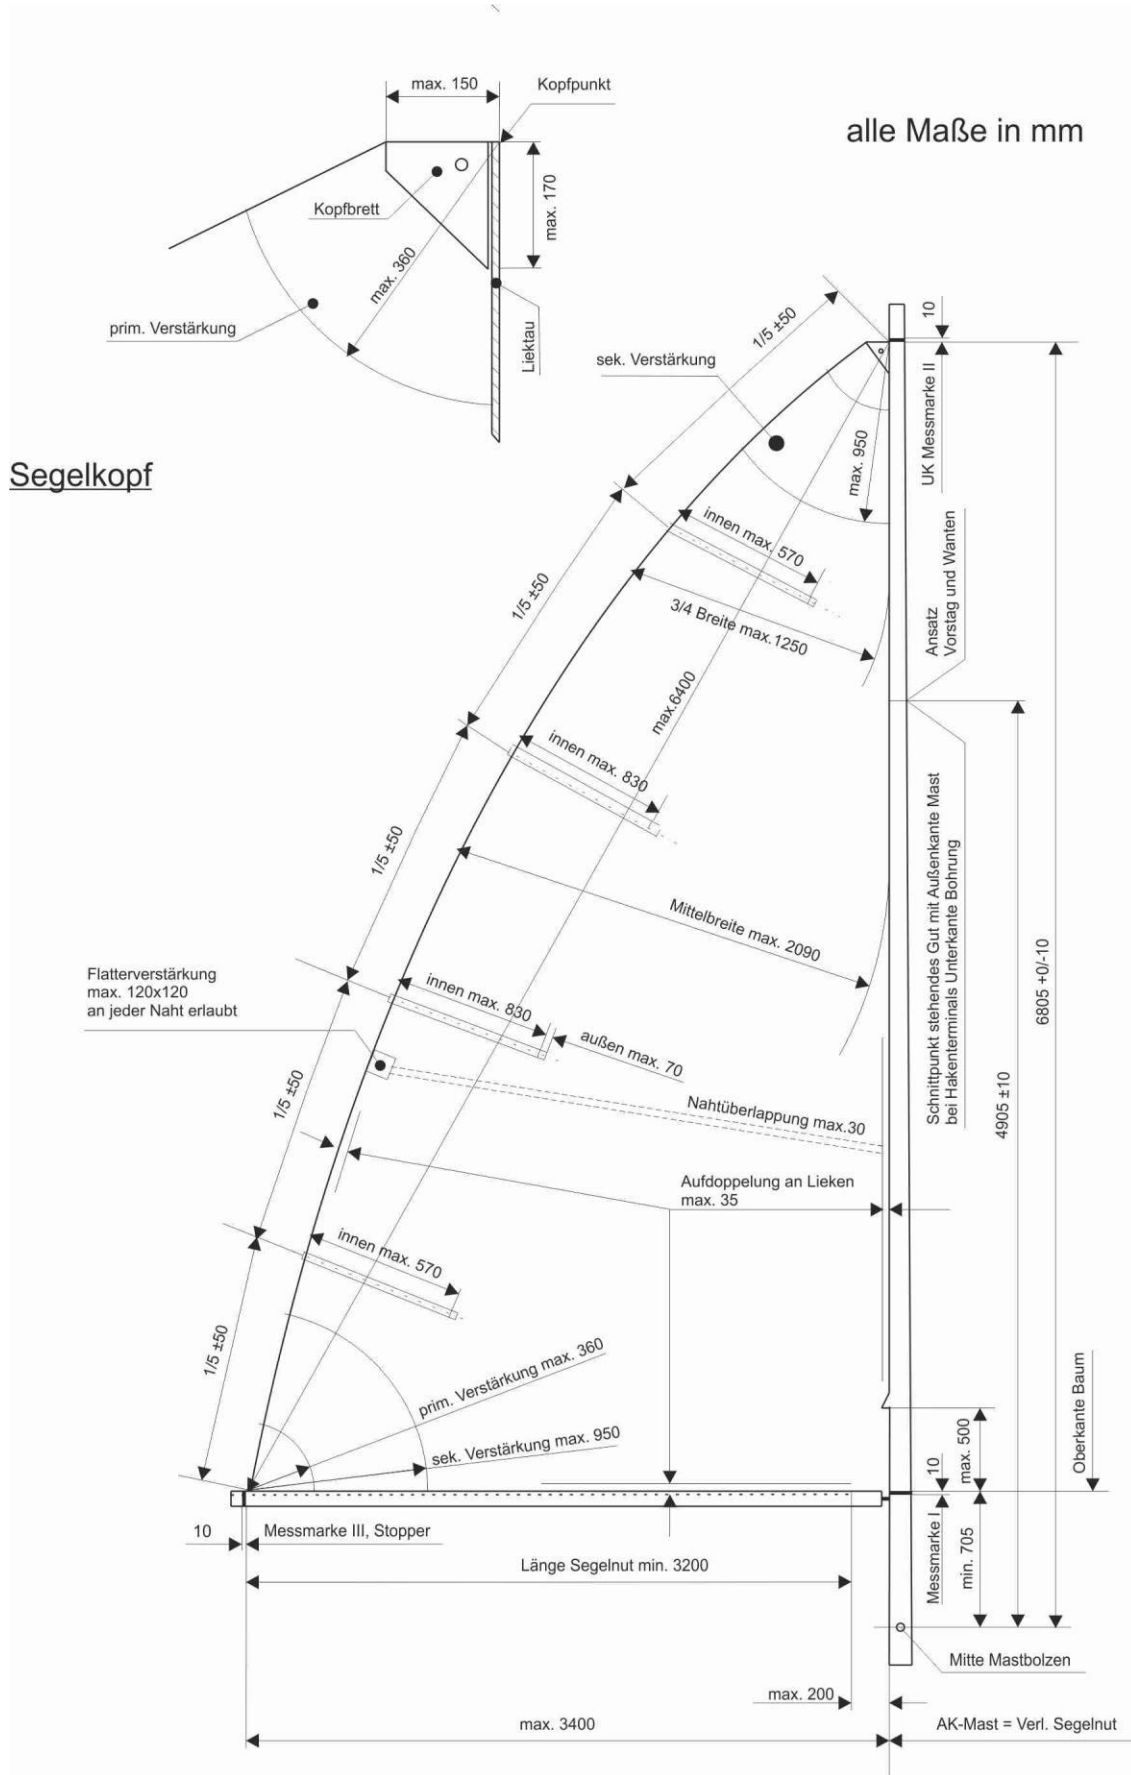 max. 150
Kopfpunkt
alle Maße in mm
Kopfbrett
max. 170
max. 360
prim. Verstärkung
Liektau
Segelkopf
1/5 ±50
10
sek. Verstärkung
UK Messmarke II
max. 950
innen max. 570
1/5 ±50
3/4 Breite max.1250
Ansatz
Vorstag und Wanten
max.6400
innen max. 830
1/5 ±50
Mittelbreite max. 2090
Schnittpunkt stehendes Gut mit Außenkante Mast
bei Hakenterminals Unterkante Bohrung
6805 +0/-10
Flatterverstärkung
max. 120x120
an jeder Naht erlaubt
innen max. 830
außen max. 70
1/5 ±50
Nahtüberlappung max.30
4905 ±10
Aufdoppelung an Lieken
max. 35
innen max. 570
1/5 ±50
prim. Verstärkung max. 360
sek. Verstärkung max. 950
Oberkante Baum
max. 500
10
10
Messmarke III, Stopper
Messmarke I
min. 705
Länge Segelnut min. 3200
Mitte Mastbolzen
max. 200
max. 3400
AK-Mast = Verl. Segelnut